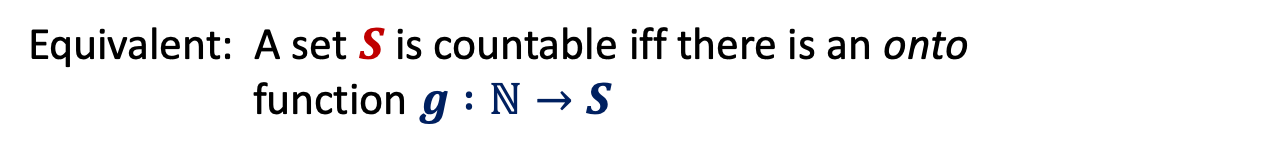 Equivalent: A set S is countable iff there is an onto
function g : ℕ → S